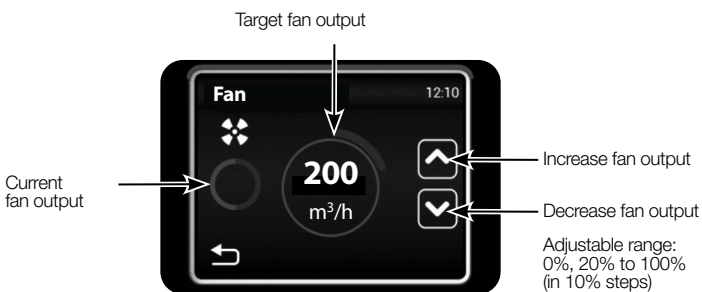 Target fan output
Fan
12:10
Current
fan output
200
m³/h
Increase fan output
Decrease fan output
Adjustable range:
0%, 20% to 100%
(in 10% steps)